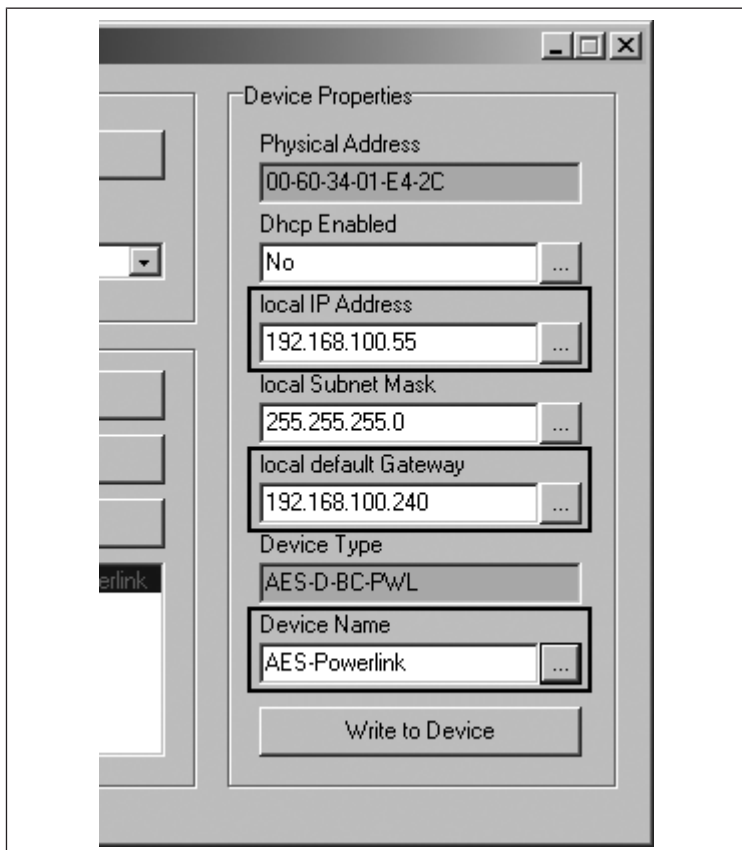 Device Properties
Physical Address
00-60-34-01-E4-2C
Dhcp Enabled
No
...
local IP Address
192.168.100.55
...
local Subnet Mask
255.255.255.0
...
local default Gateway
192.168.100.240
...
Device Type
AES-D-BC-PWL
erlink
Device Name
AES-Powerlink
...
Write to Device